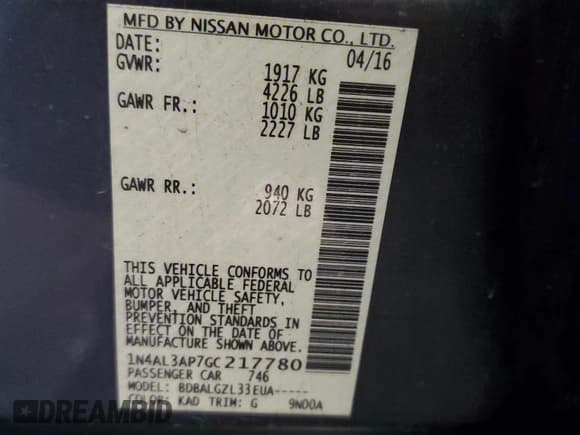 MFD BY NISSAN MOTOR CO., LTD.
DATE: 04/16
GVWR: 1917 KG
4226 LB
GAWR FR.: 1010 KG
2227 LB
GAWR RR.: 940 KG
2072 LB
THIS VEHICLE CONFORMS TO
ALL APPLICABLE FEDERAL
MOTOR VEHICLE SAFETY,
BUMPER, AND THEFT
PREVENTION STANDARDS IN
EFFECT ON THE DATE OF
MANUFACTURE SHOWN ABOVE.
1N4AL3AP7GC217780
PASSENGER CAR 746
MODEL: BDBALGZL33EUA-----
COLOR: KAD TRIM: G 9N00A
DREAMBID